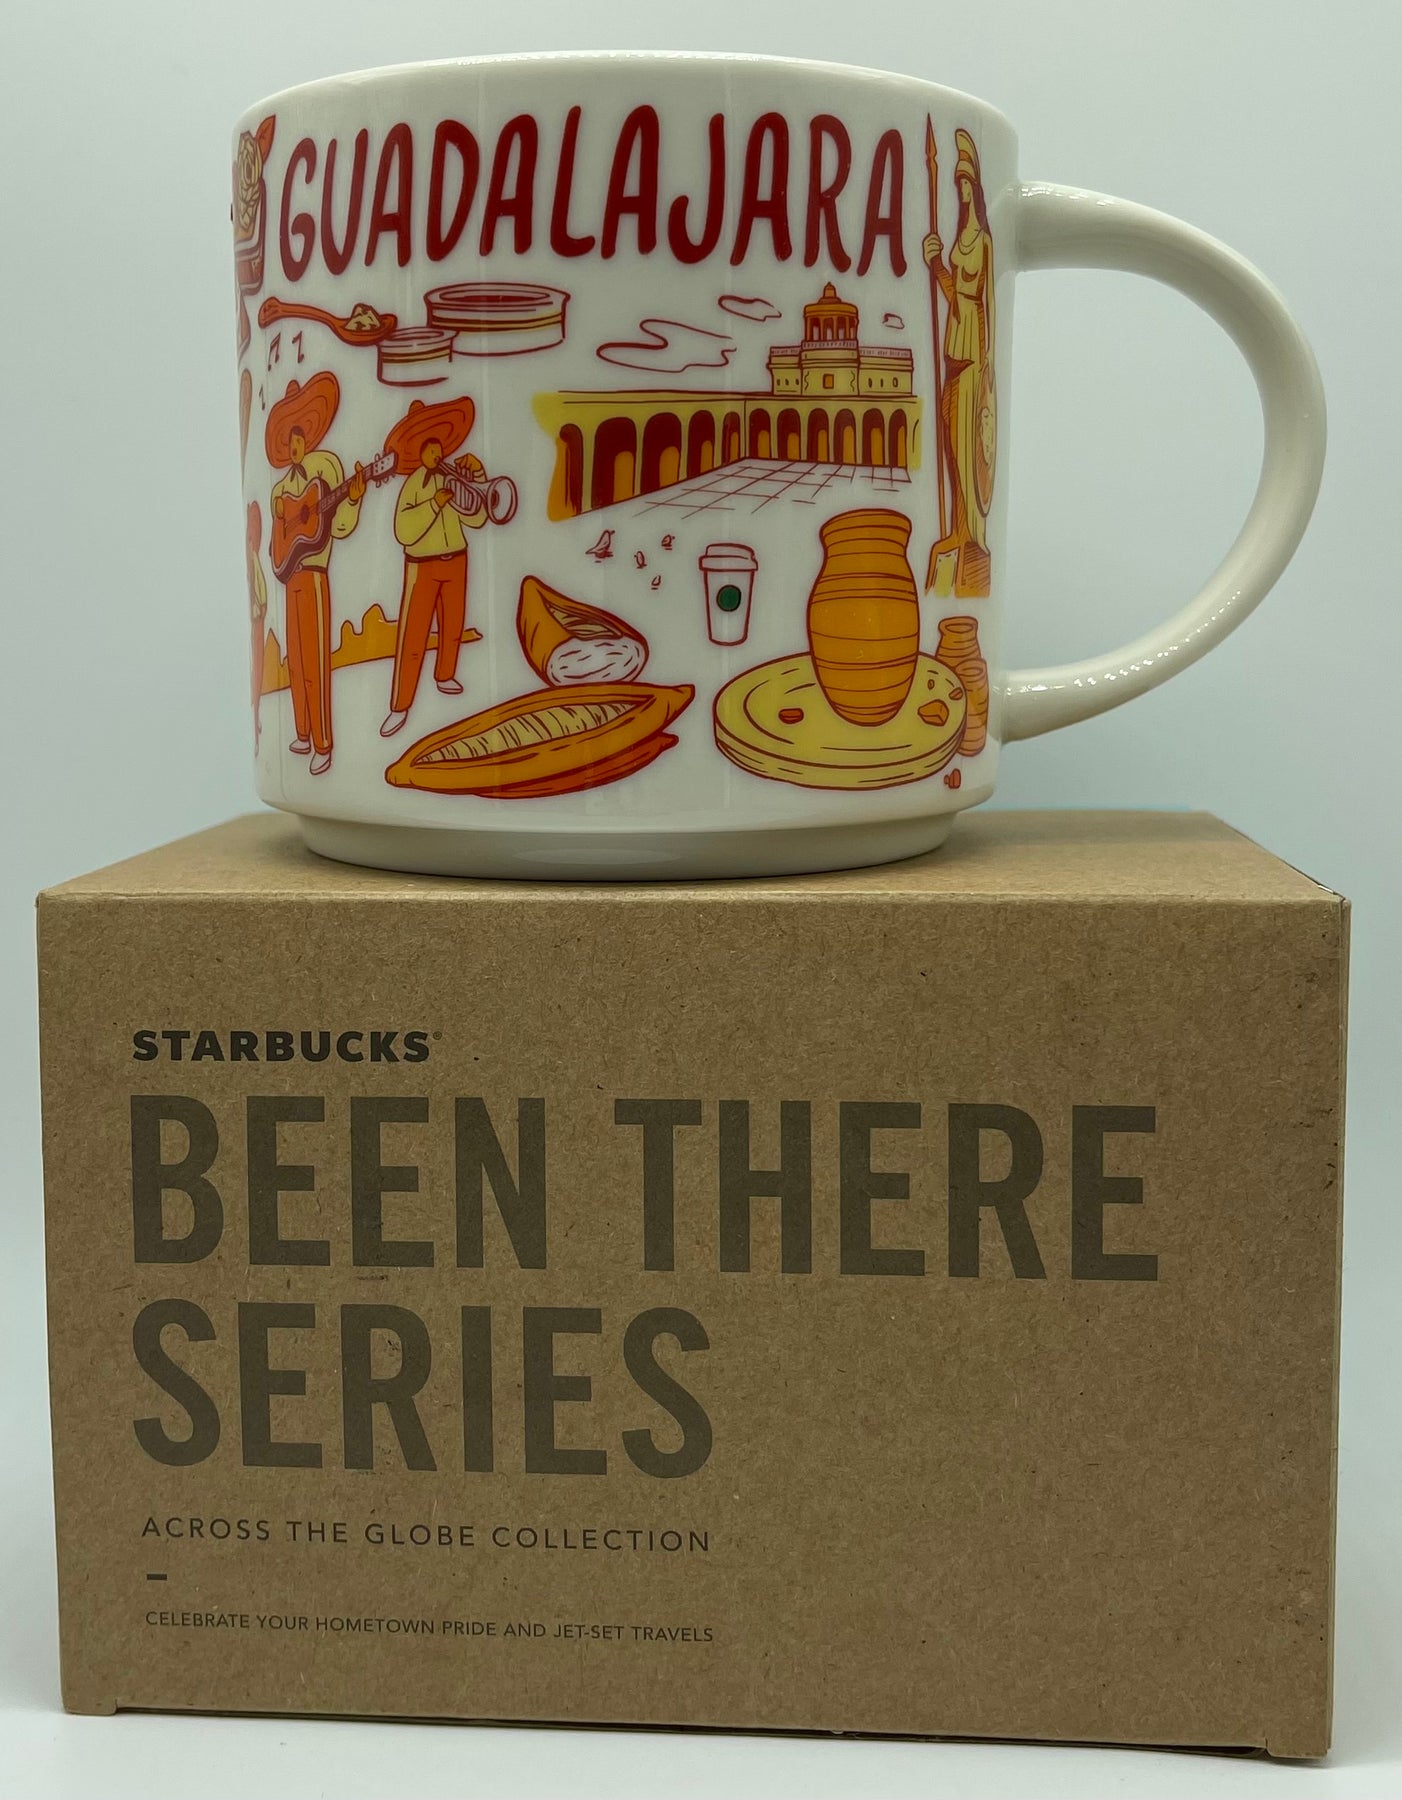 GUADALAJARA
STARBUCKS®
BEEN THERE
SERIES
ACROSS THE GLOBE COLLECTION
–
CELEBRATE YOUR HOMETOWN PRIDE AND JET-SET TRAVELS